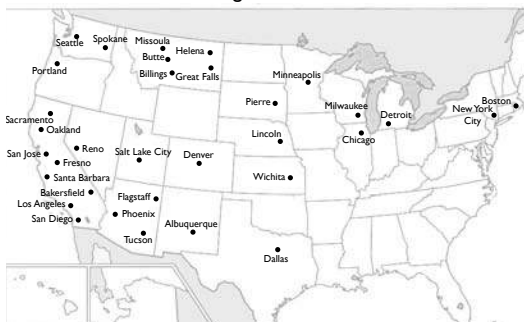 Seattle
Spokane
Missoula
Helena
Butte
Billings
Great Falls
Portland
Minneapolis
Boston
Pierre
Milwaukee
Detroit
New York
City
Sacramento
Oakland
Lincoln
Chicago
Reno
San Jose
Fresno
Salt Lake City
Denver
Santa Barbara
Wichita
Bakersfield
Los Angeles
Flagstaff
San Diego
Phoenix
Albuquerque
Tucson
Dallas